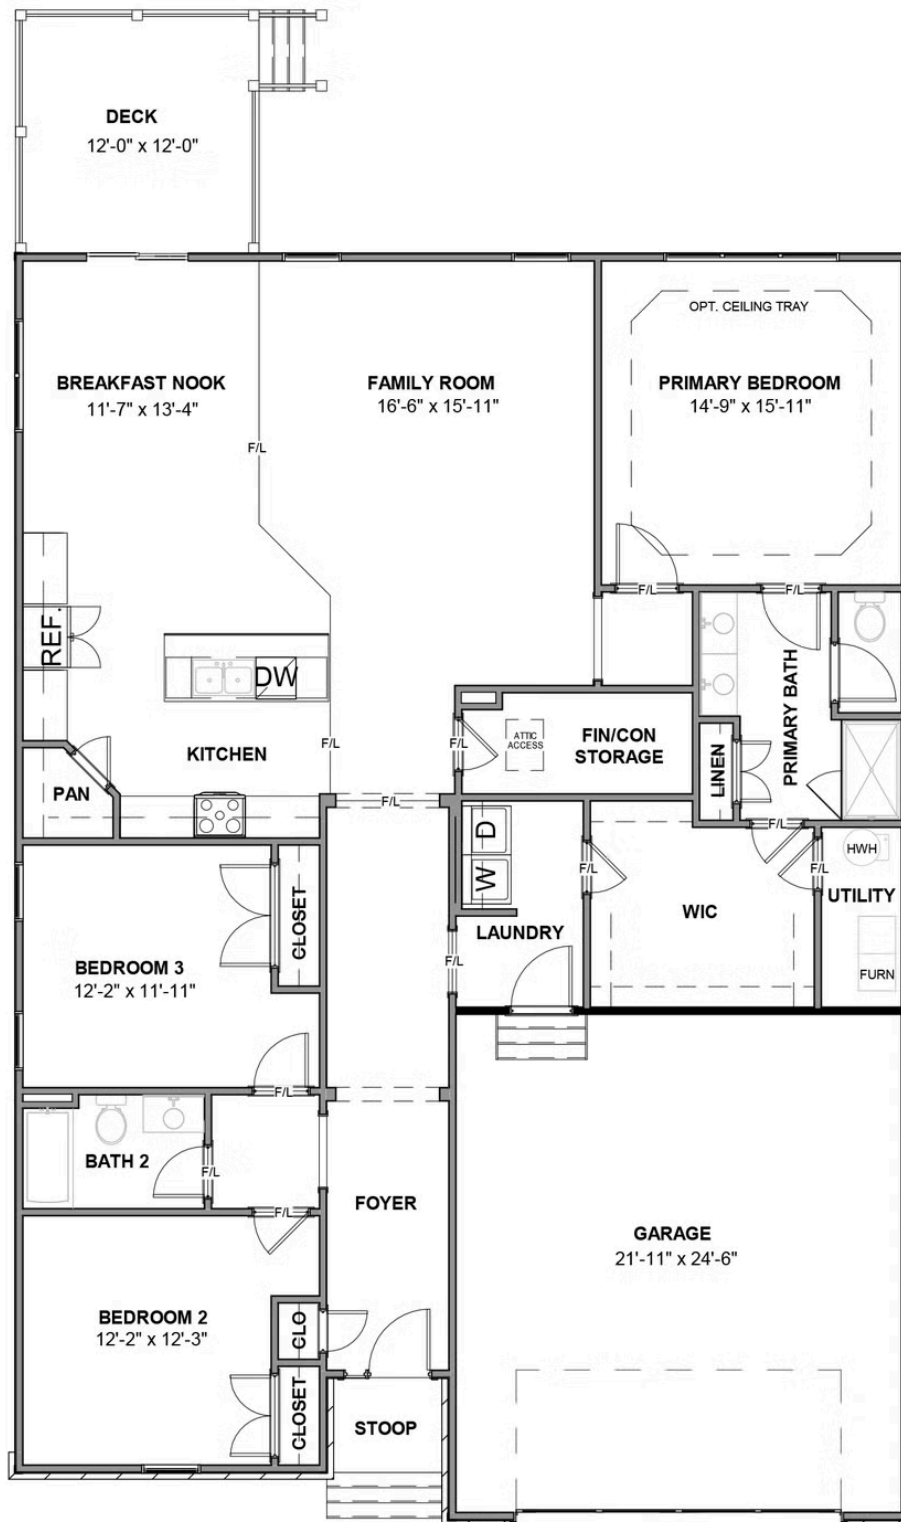 DECK
12'-0" x 12'-0"
OPT. CEILING TRAY
BREAKFAST NOOK
11'-7" x 13'-4"
FAMILY ROOM
16'-6" x 15'-11"
PRIMARY BEDROOM
14'-9" x 15'-11"
F/L
F/L
F/L
REF.
DW
PRIMARY BATH
KITCHEN
F/L
F/L
ATTIC
ACCESS
FIN/CON
STORAGE
LINEN
PAN
F/L
F/L
D
W
HWH
F/L
F/L
UTILITY
CLOSET
LAUNDRY
WIC
F/L
BEDROOM 3
12'-2" x 11'-11"
FURN
F/L
BATH 2
F/L
F/L
FOYER
GARAGE
21'-11" x 24'-6"
BEDROOM 2
12'-2" x 12'-3"
CLO
CLOSET
STOOP